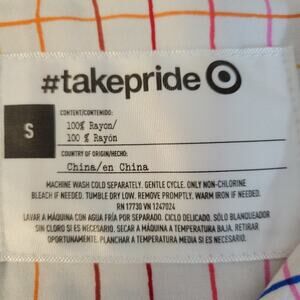 #takepride
S
CONTENT/CONTENIDO:
100% Rayon/
100 % Rayón
COUNTRY OF ORIGIN/HECHO:
China/en China
MACHINE WASH COLD SEPARATELY. GENTLE CYCLE. ONLY NON-CHLORINE
BLEACH IF NEEDED. TUMBLE DRY LOW. REMOVE PROMPTLY. WARM IRON IF NEEDED.
RN 17730 VN 1247024
LAVAR A MÁQUINA CON AGUA FRÍA POR SEPARADO. CICLO DELICADO. SÓLO BLANQUEADOR
SIN CLORO SI ES NECESARIO. SECAR A MÁQUINA A TEMPERATURA BAJA. RETIRAR
OPORTUNAMENTE. PLANCHAR A TEMPERATURA MEDIA SI ES NECESARIO.